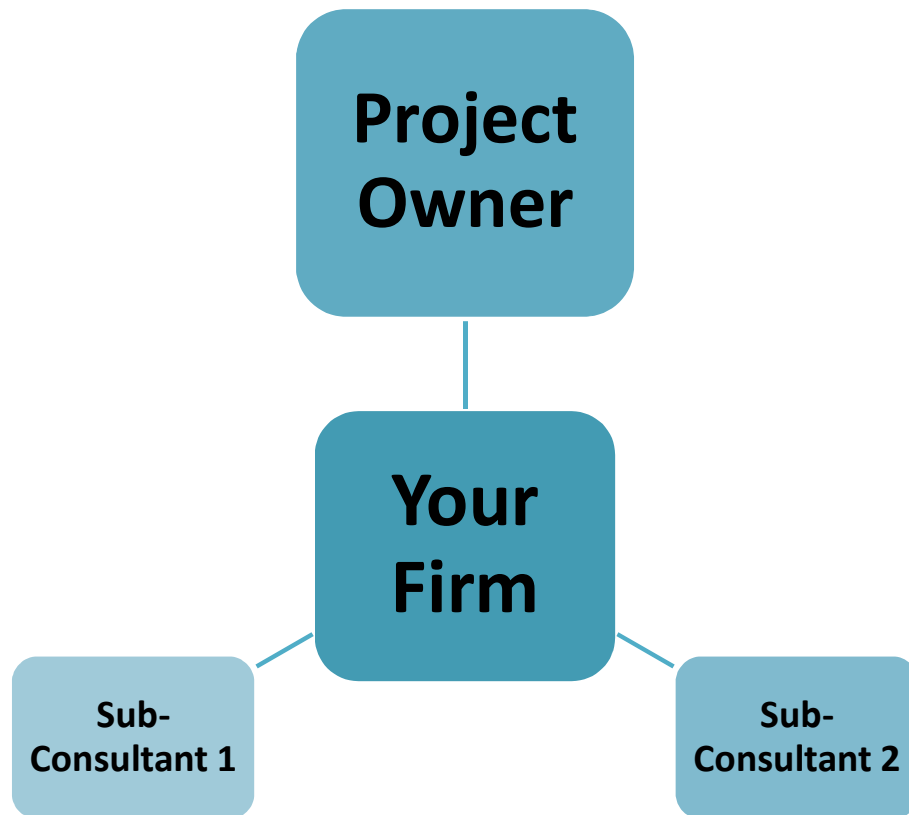 Project
Owner
Your
Firm
Sub-
Consultant 1
Sub-
Consultant 2